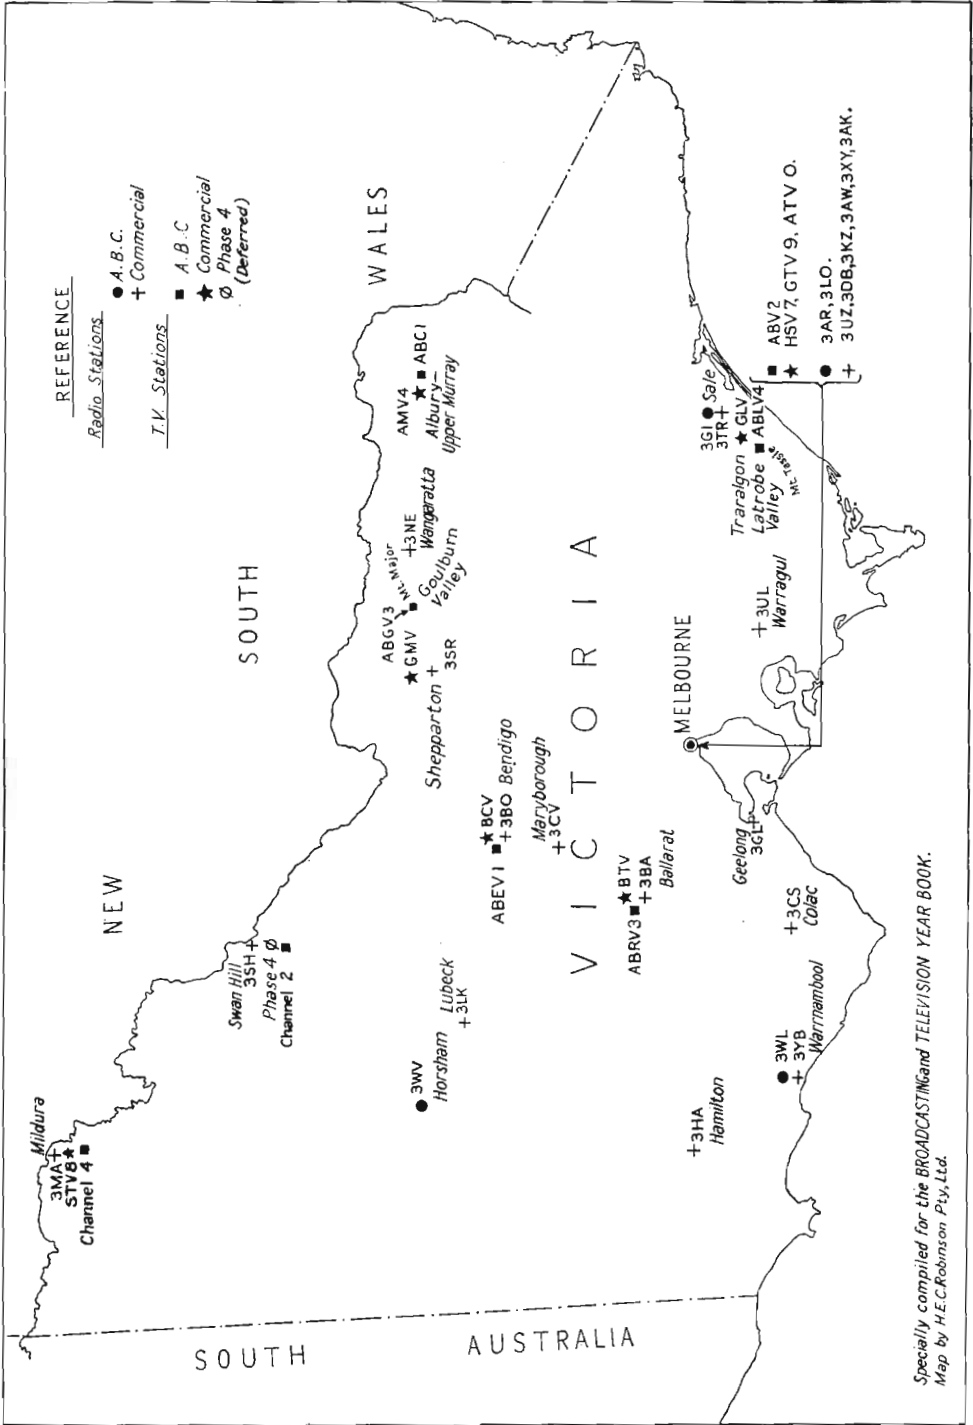 REFERENCE
Radio Stations
● A.B.C.
+ Commercial
T.V. Stations
■ A.B.C
★ Commercial
Ø Phase 4
(Deferred)
NEW
SOUTH
WALES
SOUTH
AUSTRALIA
VICTORIA
Mildura
3MA+
STV8★
Channel 4 ■
Swan Hill
3SH+
Phase 4 Ø
Channel 2 ■
● 3WV
Horsham
Lubeck
+3LK
ABEV1 ■ ★BCV
+3BO Bendigo
Maryborough
+3CV
ABGV3
Mt. Major
★GMV
Shepparton +
3SR
Goulburn
Valley
+3NE
Wangaratta
AMV4
★ ■ ABC1
Albury-
Upper Murray
ABRV3 ■ ★BTV
+3BA
Ballarat
MELBOURNE
Geelong
3GL+
+3CS
Colac
+3HA
Hamilton
● 3WL
+ 3YB
Warrnambool
+3UL
Warragul
3GI ● Sale
3TR+
Traralgon ★ GLV
Latrobe ■ ABLV4
Valley
Mt. Tassie
■ ABV2
★ HSV7, GTV9, ATV0.
● 3AR, 3LO.
+ 3UZ, 3DB, 3KZ, 3AW, 3XY, 3AK.
Specially compiled for the BROADCASTING and TELEVISION YEAR BOOK.
Map by H.E.C. Robinson Pty, Ltd.